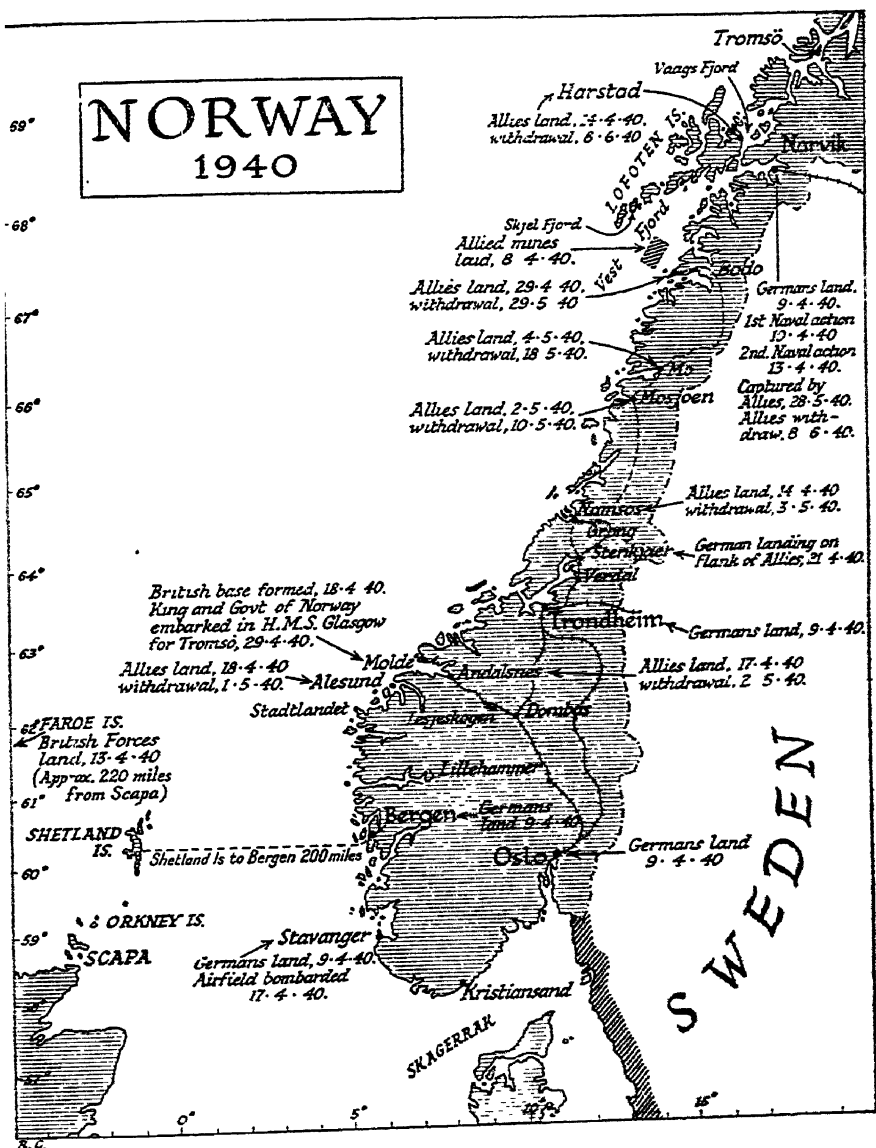 NORWAY
1940
Tromsö
Vaags Fjord
Harstad
Allies land, 14·4·40.
withdrawal, 6·6·40
LOFOTEN IS.
Narvik
Skjel Fjord
Vest Fjord
Allied mines
laid, 8 4·40.
Bodo
Allies land, 29·4 40.
withdrawal, 29·5 40
Germans land,
9·4·40.
1st Naval action
10·4·40
2nd. Naval action
13·4·40.
Captured by
Allies, 28·5·40.
Allies with-
draw, 8 6·40.
Allies land, 4·5·40.
withdrawal, 18 5·40.
Mo
Mosjoen
Allies Land, 2·5·40.
withdrawal, 10·5·40.
Allies land, 14 4·40
withdrawal, 3·5·40.
Namsos
Grong
Stenkjaer
German landing on
Flank of Allies, 21 4·40.
Verdal
British base formed, 18·4 40.
King and Govt of Norway
embarked in H.M.S. Glasgow
for Tromsö, 29·4·40.
Trondheim
Germans land, 9·4·40.
Molde
Allies land, 18·4·40
withdrawal, 1·5·40.
Alesund
Andalsnes
Allies land, 17·4·40
withdrawal, 2 5·40.
Stadtlandet
Lesjeskogen
Dombås
FAROE IS.
British Forces
land, 13·4·40
(Approx. 220 miles
from Scapa)
Lillehammer
Bergen
Germans
land 9·4·40
SHETLAND
IS.
Shetland Is to Bergen 200 miles
Oslo
Germans land
9·4·40
ORKNEY IS.
SCAPA
Stavanger
Germans land, 9·4·40.
Airfield bombarded
17·4·40.
Kristiansand
SKAGERRAK
SWEDEN
69°
68°
67°
66°
65°
64°
63°
62°
61°
60°
59°
58°
57°
0°
5°
10°
15°